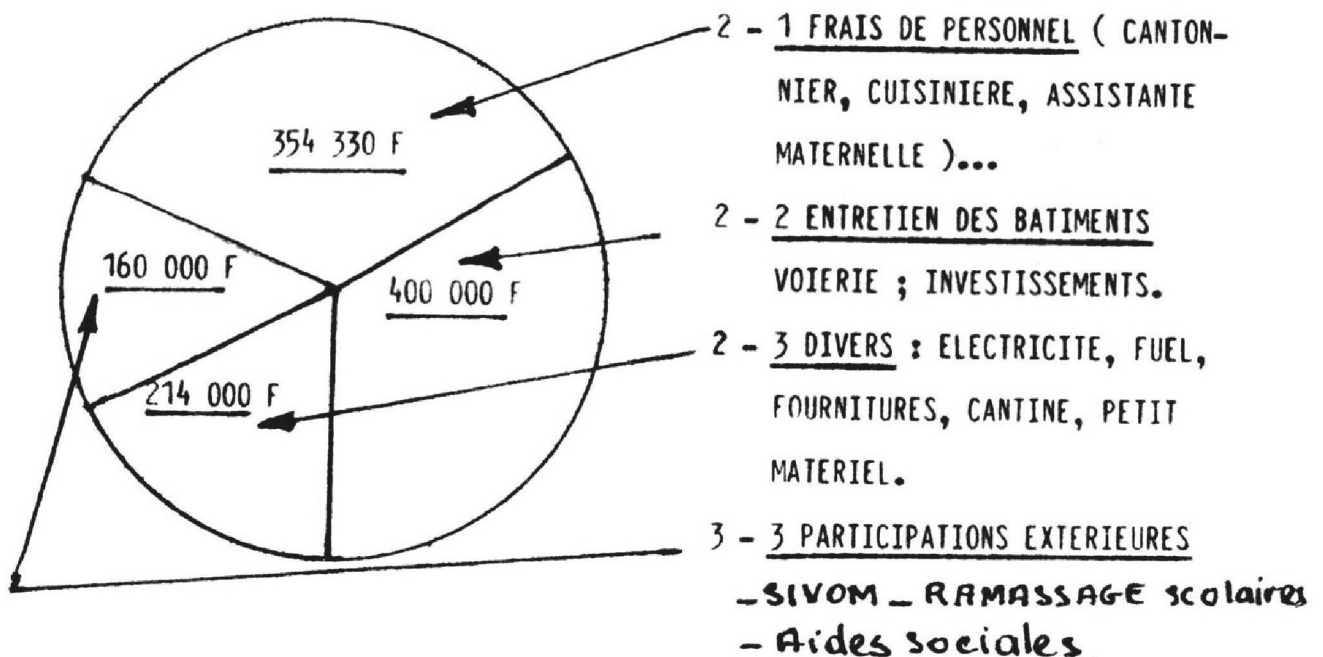 354 330 F
160 000 F
400 000 F
214 000 F
2 - 1 FRAIS DE PERSONNEL ( CANTON-
NIER, CUISINIERE, ASSISTANTE
MATERNELLE )...
2 - 2 ENTRETIEN DES BATIMENTS
VOIERIE ; INVESTISSEMENTS.
2 - 3 DIVERS : ELECTRICITE, FUEL,
FOURNITURES, CANTINE, PETIT
MATERIEL.
3 - 3 PARTICIPATIONS EXTERIEURES
- SIVOM - RAMASSAGE scolaires
- Aides sociales